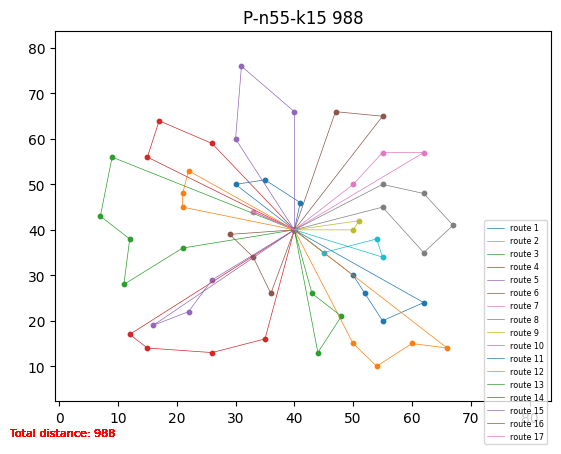 P-n55-k15 988
80
70
60
50
40
30
20
10
0 10 20 30 40 50 60 70
route 1
route 2
route 3
route 4
route 5
route 6
route 7
route 8
route 9
route 10
route 11
route 12
route 13
route 14
route 15
route 16
route 17
Total distance: